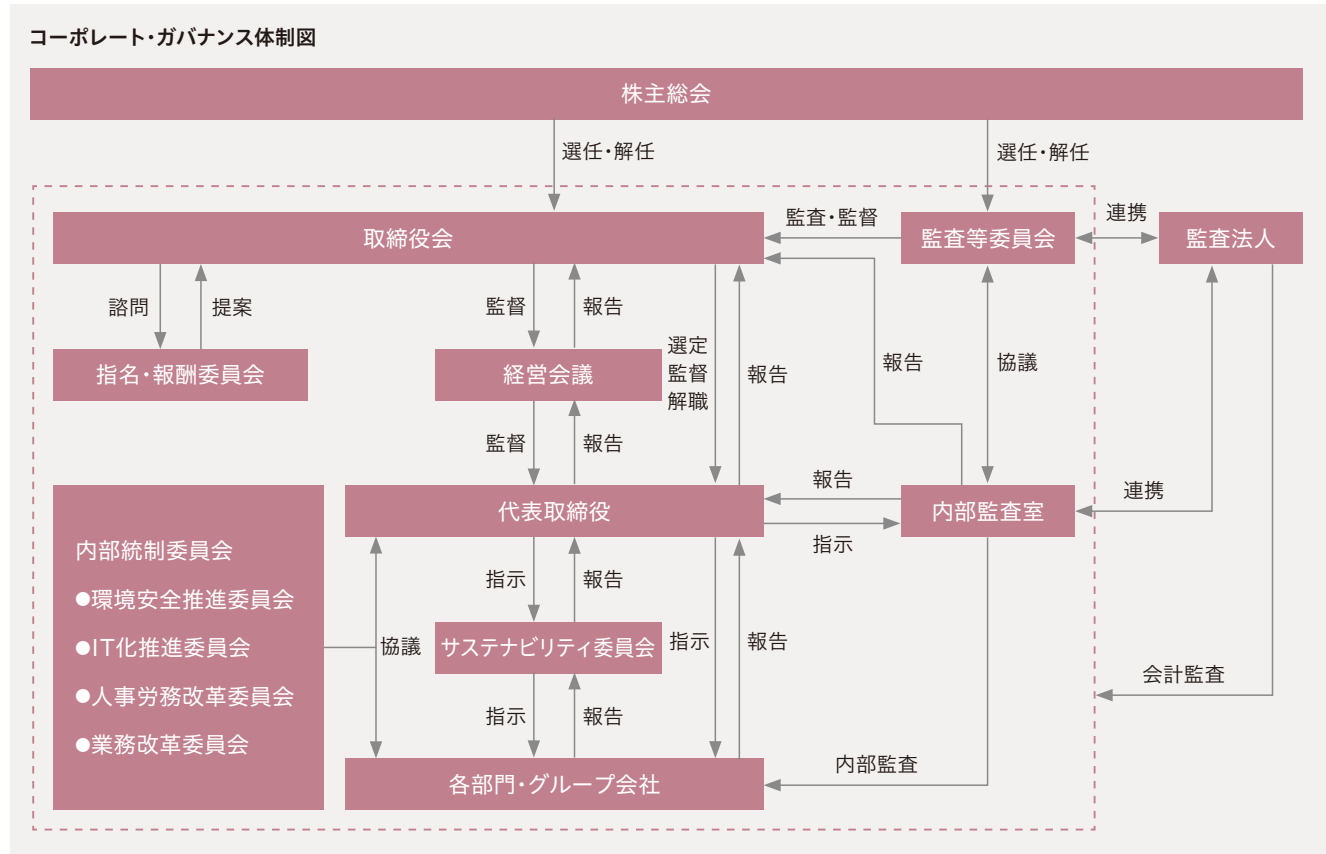 コーポレート・ガバナンス体制図
株主総会
選任・解任
選任・解任
取締役会
監査・監督
監査等委員会
連携
監査法人
諮問
提案
監督
報告
選定
監督
解職
報告
報告
協議
指名・報酬委員会
経営会議
監督
報告
代表取締役
報告
指示
内部監査室
連携
内部統制委員会
●環境安全推進委員会
●IT化推進委員会
●人事労務改革委員会
●業務改革委員会
協議
指示
報告
サステナビリティ委員会
指示
報告
指示
報告
会計監査
各部門・グループ会社
内部監査